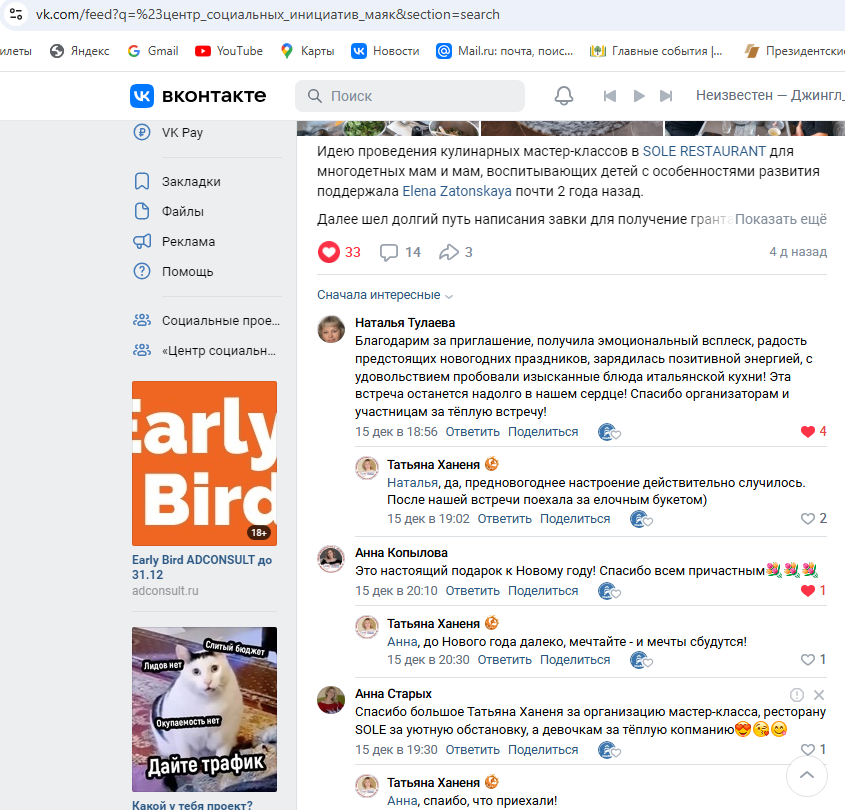 vk.com/feed?q=%23центр_социальных_инициатив_маяк&section=search
илеты Яндекс Gmail YouTube Карты Новости Mail.ru: почта, поис... Главные события |... Президентски
вконтакте Поиск Неизвестен — Джингл_
VK Pay
Закладки
Файлы
Реклама
Помощь
Социальные прое...
«Центр социальн...
Early
Bird
18+
Early Bird ADCONSULT до
31.12
adconsult.ru
Слитый бюджет
Лидов нет
Окупаемость нет
Дайте трафик
Какой у тебя проект?
Идею проведения кулинарных мастер-классов в SOLE RESTAURANT для
многодетных мам и мам, воспитывающих детей с особенностями развития
поддержала Elena Zatonskaya почти 2 года назад.
Далее шел долгий путь написания завки для получение гранта Показать ещё
33 14 3 4 д назад
Сначала интересные
Наталья Тулаева
Благодарим за приглашение, получила эмоциональный всплеск, радость
предстоящих новогодних праздников, зарядилась позитивной энергией, с
удовольствием пробовали изысканные блюда итальянской кухни! Эта
встреча останется надолго в нашем сердце! Спасибо организаторам и
участницам за тёплую встречу!
15 дек в 18:56 Ответить Поделиться 4
Татьяна Ханеня
Наталья, да, предновогоднее настроение действительно случилось.
После нашей встречи поехала за елочным букетом)
15 дек в 19:02 Ответить Поделиться 2
Анна Копылова
Это настоящий подарок к Новому году! Спасибо всем причастным💐💐💐
15 дек в 20:10 Ответить Поделиться 1
Татьяна Ханеня
Анна, до Нового года далеко, мечтайте - и мечты сбудутся!
15 дек в 20:30 Ответить Поделиться 1
Анна Старых
Спасибо большое Татьяна Ханеня за организацию мастер-класса, ресторану
SOLE за уютную обстановку, а девочкам за тёплую копманию😍😘😋
15 дек в 19:30 Ответить Поделиться 1
Татьяна Ханеня
Анна, спаибо, что приехали!